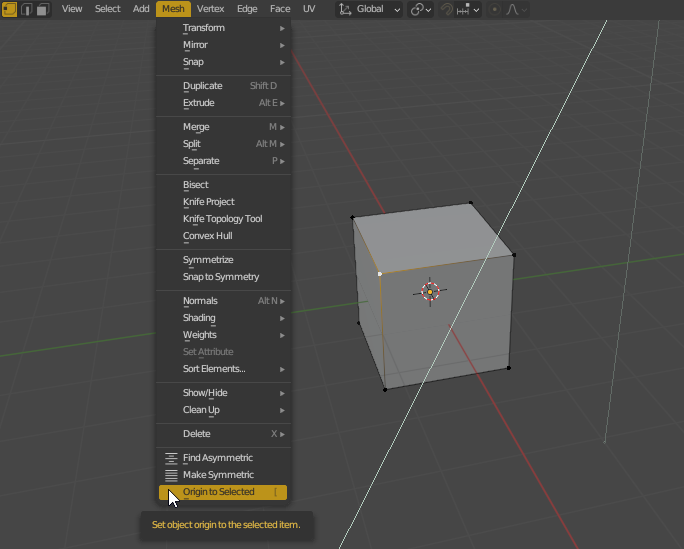 View Select Add Mesh Vertex Edge Face UV Global
Transform
Mirror
Snap
Duplicate Shift D
Extrude Alt E
Merge M
Split Alt M
Separate P
Bisect
Knife Project
Knife Topology Tool
Convex Hull
Symmetrize
Snap to Symmetry
Normals Alt N
Shading
Weights
Set Attribute
Sort Elements...
Show/Hide
Clean Up
Delete X
Find Asymmetric
Make Symmetric
Origin to Selected [
Set object origin to the selected item.